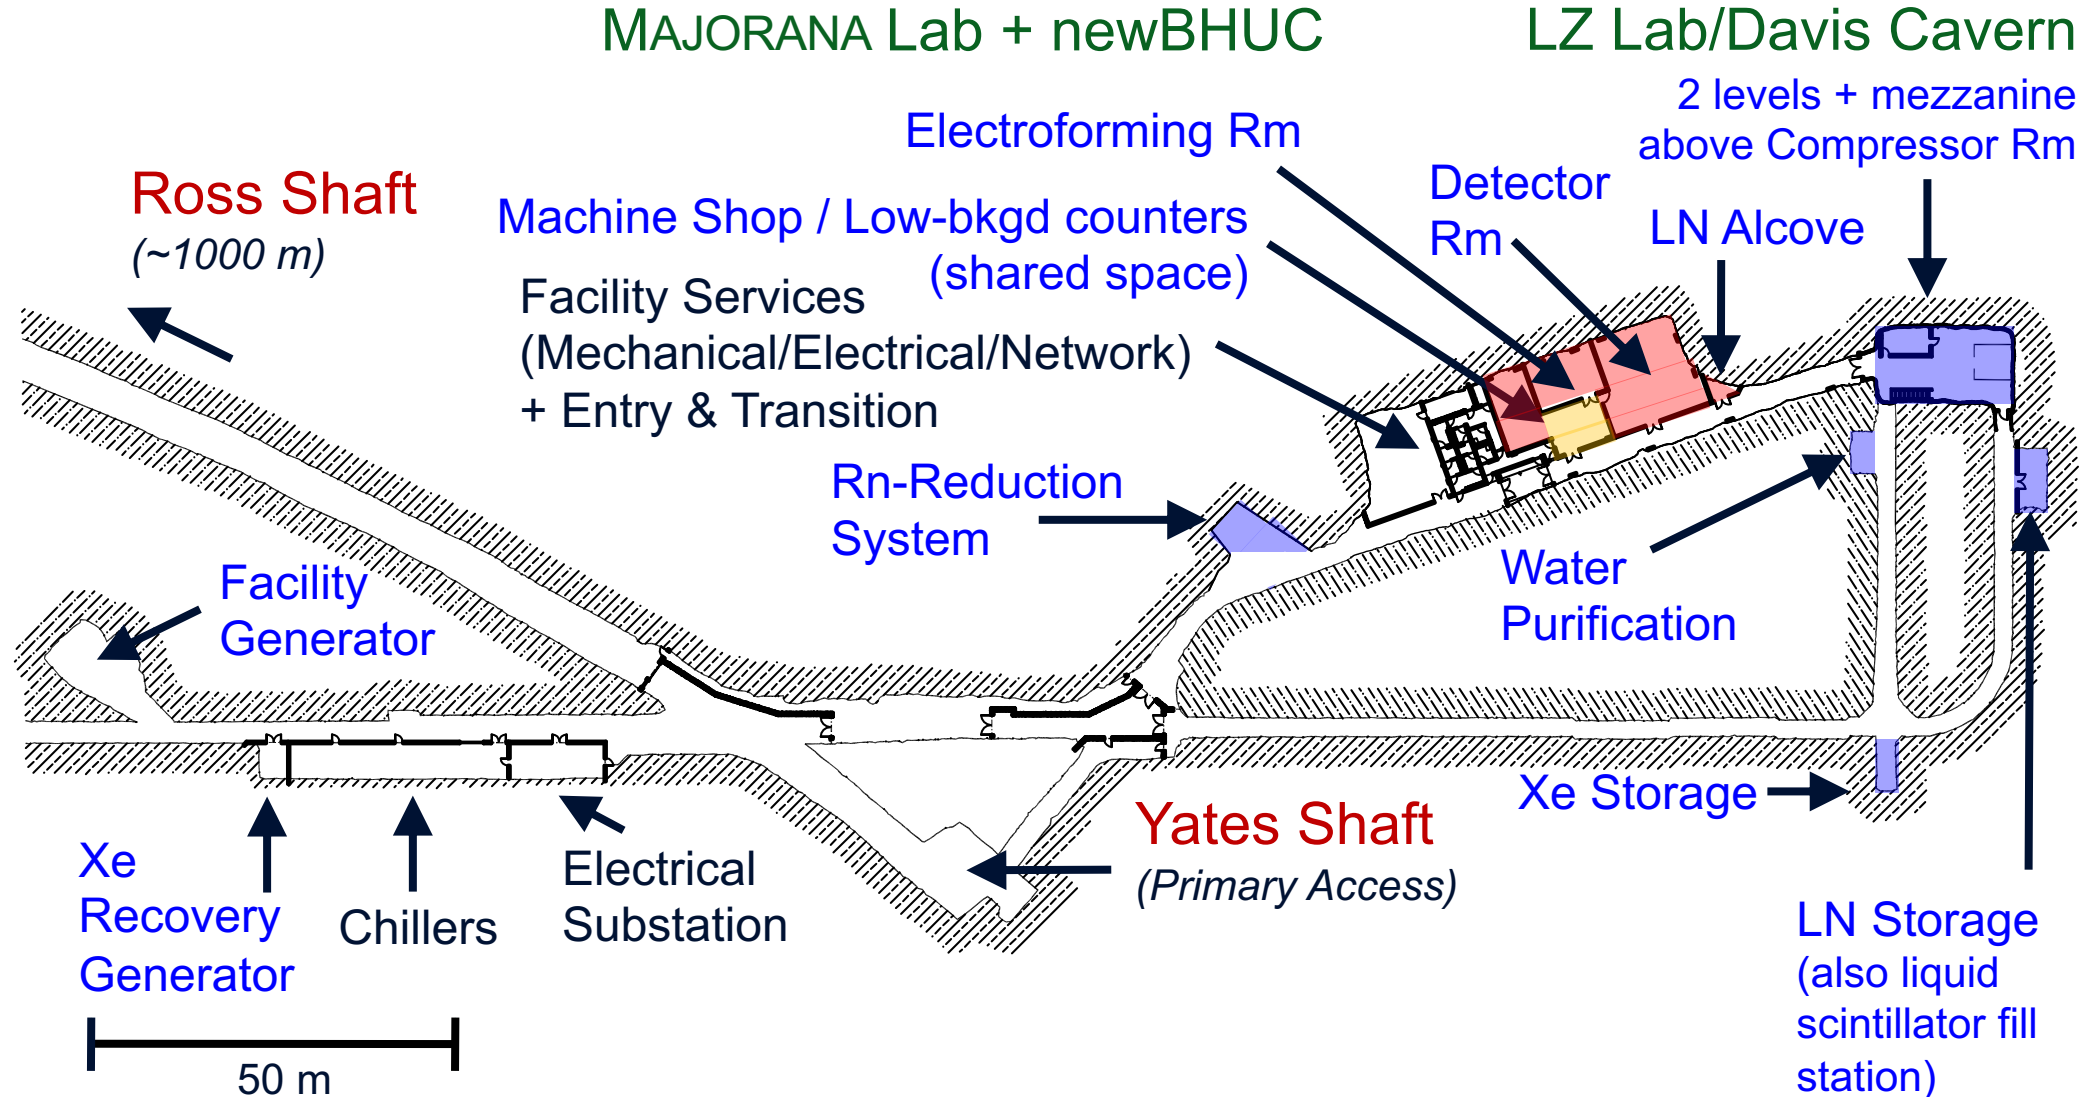 MAJORANA Lab + newBHUC
LZ Lab/Davis Cavern
2 levels + mezzanine
above Compressor Rm
Electroforming Rm
Detector
Rm
Ross Shaft
(~1000 m)
Machine Shop / Low-bkgd counters
(shared space)
LN Alcove
Facility Services
(Mechanical/Electrical/Network)
+ Entry & Transition
Rn-Reduction
System
Water
Purification
Facility
Generator
Xe Storage
Yates Shaft
(Primary Access)
Xe
Recovery
Generator
Chillers
Electrical
Substation
LN Storage
(also liquid
scintillator fill
station)
50 m